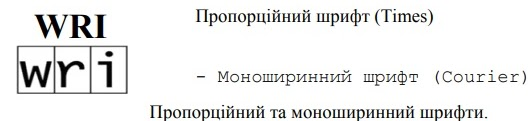 WRI Пропорційний шрифт (Times)
wri - Моноширинний шрифт (Courier)
Пропорційний та моноширинний шрифти.